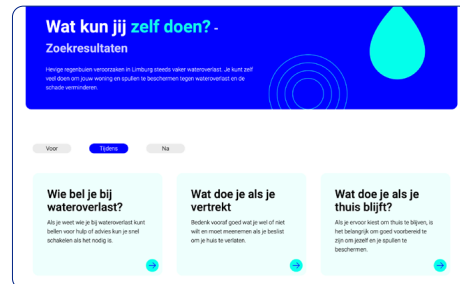 Wat kun jij zelf doen? -
Zoekresultaten
Hevige regenbuien veroorzaken in Limburg steeds vaker wateroverlast. Je kunt zelf
veel doen om jouw woning en spullen te beschermen tegen wateroverlast en de
schade verminderen.
Voor
Tijdens
Na
Wie bel je bij
wateroverlast?
Als je weet wie je bij wateroverlast kunt
bellen voor hulp of advies kun je snel
schakelen als het nodig is.
Wat doe je als je
vertrekt
Bedenk vooraf goed wat je wel of niet
wilt en moet meenemen als je beslist
om je huis te verlaten.
Wat doe je als je
thuis blijft?
Als je ervoor kiest om thuis te blijven, is
het belangrijk om goed voorbereid te
zijn om jezelf en je spullen te
beschermen.